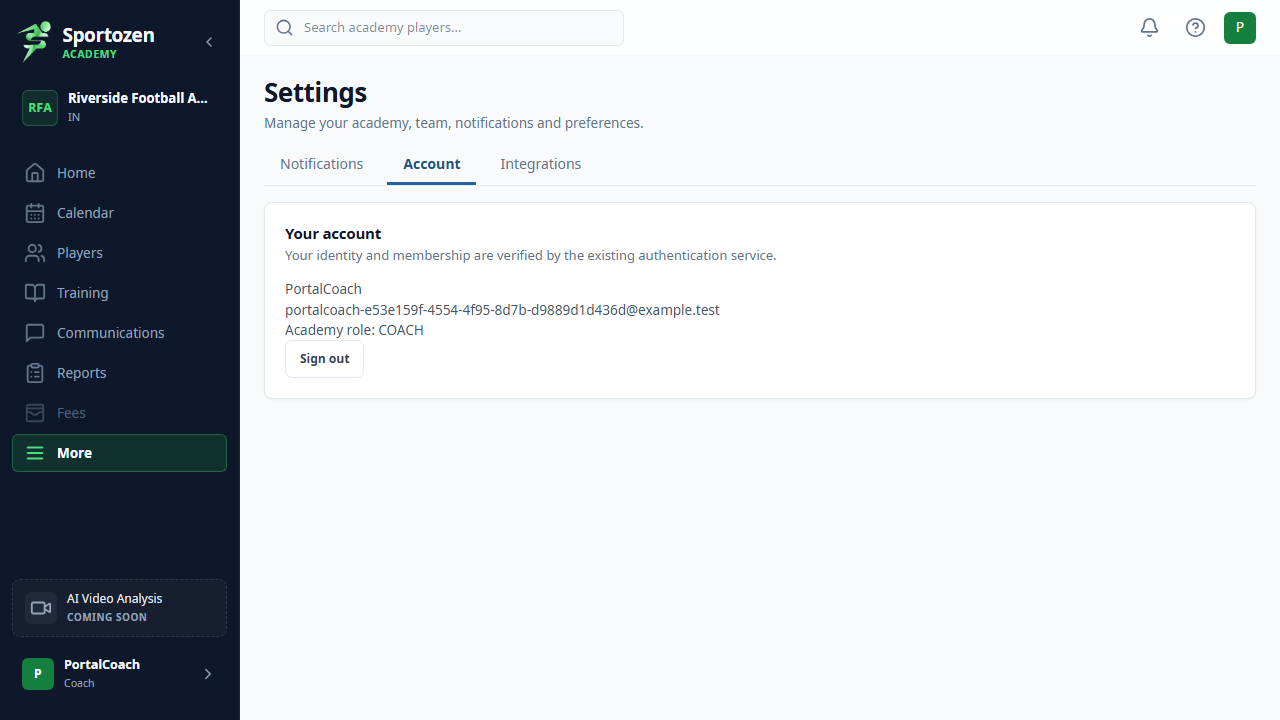 Sportozen
ACADEMY
RFA
Riverside Football A...
IN
Home
Calendar
Players
Training
Communications
Reports
Fees
More
AI Video Analysis
COMING SOON
P
PortalCoach
Coach
Search academy players...
P
Settings
Manage your academy, team, notifications and preferences.
Notifications
Account
Integrations
Your account
Your identity and membership are verified by the existing authentication service.
PortalCoach
portalcoach-e53e159f-4554-4f95-8d7b-d9889d1d436d@example.test
Academy role: COACH
Sign out